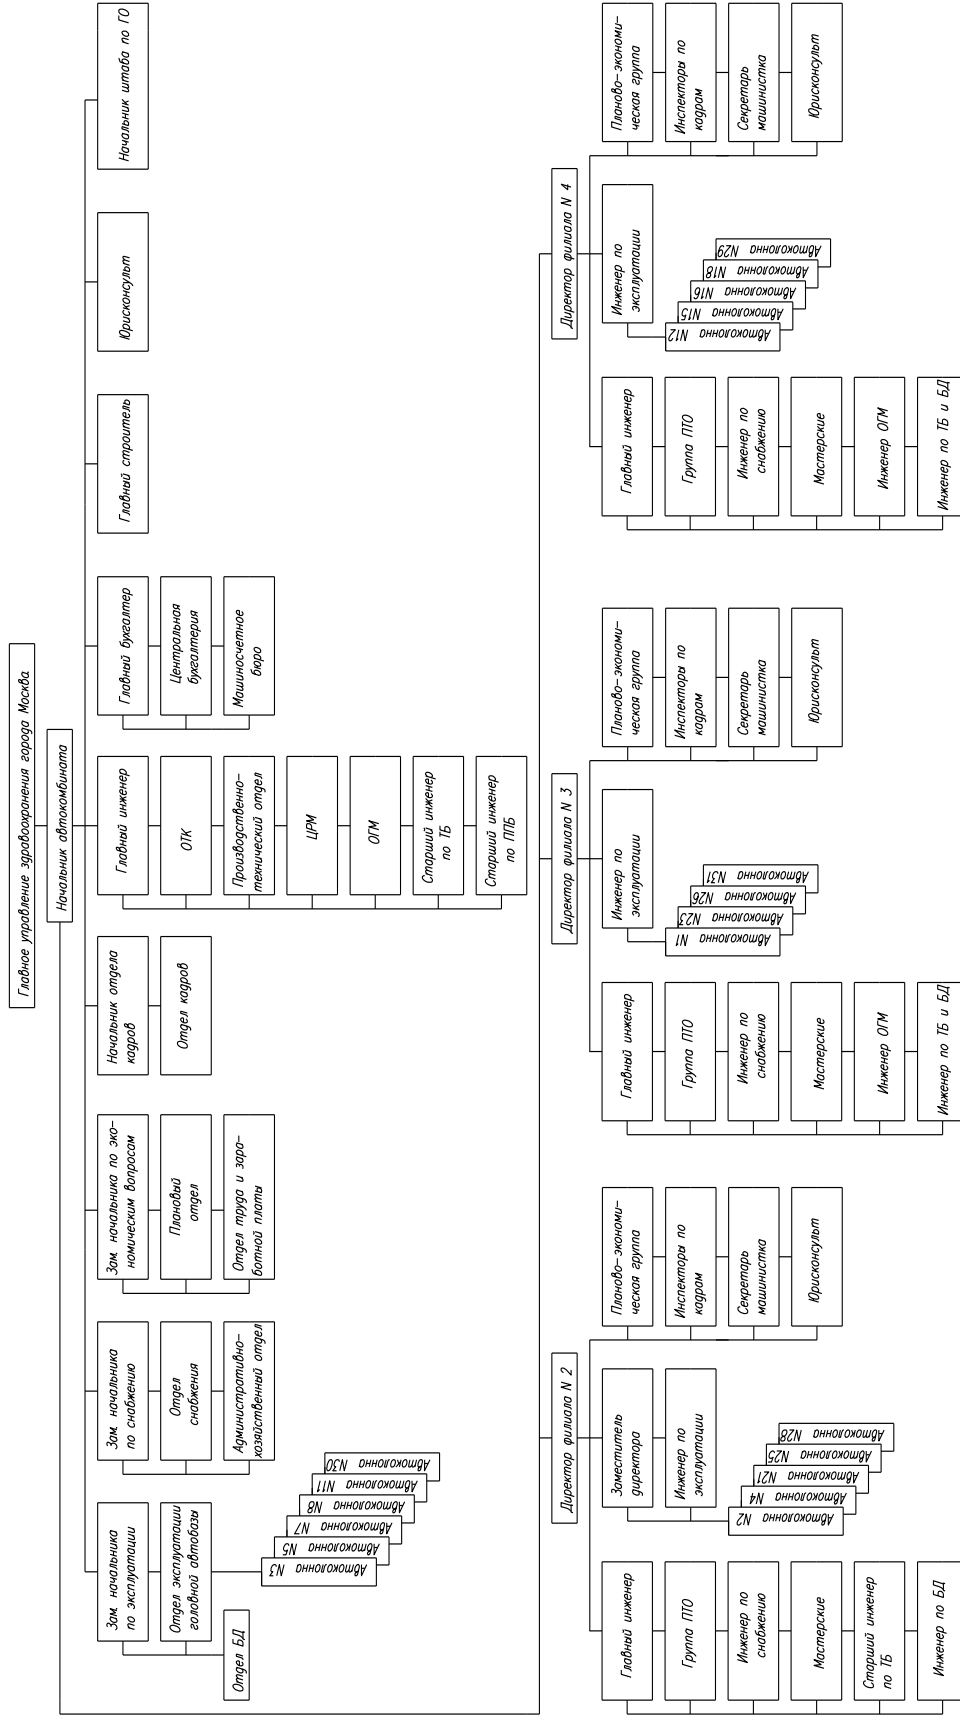 Главное управление здравоохранения города Москва
Начальник автокомбината
Зам. начальника
по эксплуатации
Отдел эксплуатации
головной автобазы
Отдел БД
Автоколонна N3
Автоколонна N5
Автоколонна N7
Автоколонна N8
Автоколонна N11
Автоколонна N30
Зам. начальника
по снабжению
Отдел
снабжения
Административно-
хозяйственный отдел
Зам. начальника по эко-
номическим вопросам
Плановый
отдел
Отдел труда и зара-
ботной платы
Начальник отдела
кадров
Отдел кадров
Главный инженер
ОТК
Производственно-
технический отдел
ЦРМ
ОГМ
Старший инженер
по ТБ
Старший инженер
по ППБ
Главный бухгалтер
Центральная
бухгалтерия
Машиносчетное
бюро
Главный строитель
Юрисконсульт
Начальник штаба по ГО
Директор филиала N 2
Главный инженер
Группа ПТО
Инженер по
снабжению
Мастерские
Старший инженер
по ТБ
Инженер по БД
Заместитель
директора
Инженер по
эксплуатации
Автоколонна N2
Автоколонна N4
Автоколонна N21
Автоколонна N25
Автоколонна N28
Планово-экономи-
ческая группа
Инспекторы по
кадрам
Секретарь
машинистка
Юрисконсульт
Директор филиала N 3
Главный инженер
Группа ПТО
Инженер по
снабжению
Мастерские
Инженер ОГМ
Инженер по ТБ и БД
Инженер по
эксплуатации
Автоколонна N1
Автоколонна N23
Автоколонна N26
Автоколонна N31
Планово-экономи-
ческая группа
Инспекторы по
кадрам
Секретарь
машинистка
Юрисконсульт
Директор филиала N 4
Главный инженер
Группа ПТО
Инженер по
снабжению
Мастерские
Инженер ОГМ
Инженер по ТБ и БД
Инженер по
эксплуатации
Автоколонна N12
Автоколонна N15
Автоколонна N16
Автоколонна N18
Автоколонна N29
Планово-экономи-
ческая группа
Инспекторы по
кадрам
Секретарь
машинистка
Юрисконсульт